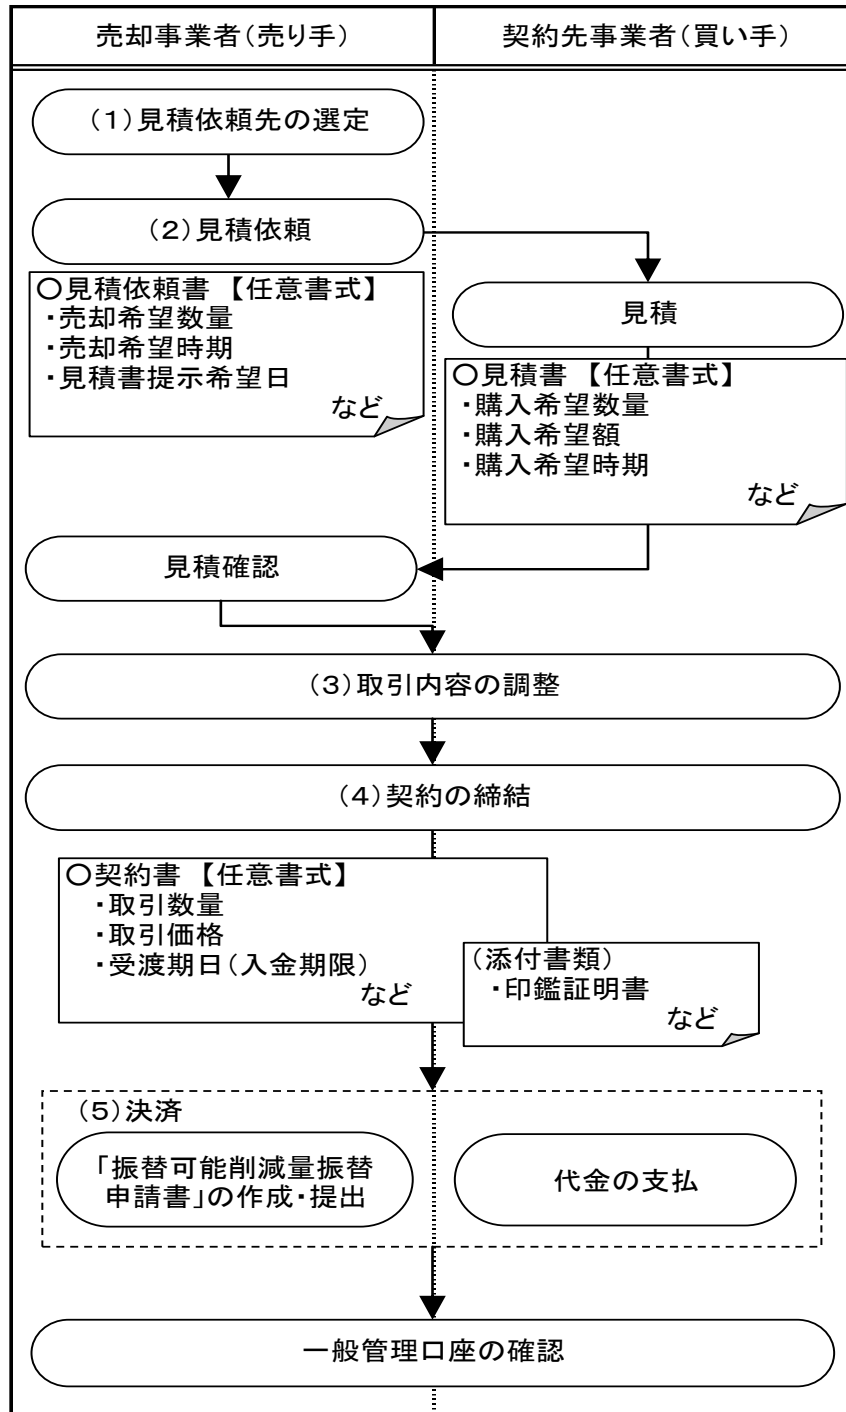 売却事業者(売り手)
契約先事業者(買い手)
(1)見積依頼先の選定
(2)見積依頼
○見積依頼書 【任意書式】
・売却希望数量
・売却希望時期
・見積書提示希望日
など
見積
○見積書 【任意書式】
・購入希望数量
・購入希望額
・購入希望時期
など
見積確認
(3)取引内容の調整
(4)契約の締結
○契約書 【任意書式】
・取引数量
・取引価格
・受渡期日(入金期限)
など
(添付書類)
・印鑑証明書
など
(5)決済
「振替可能削減量振替
申請書」の作成・提出
代金の支払
一般管理口座の確認